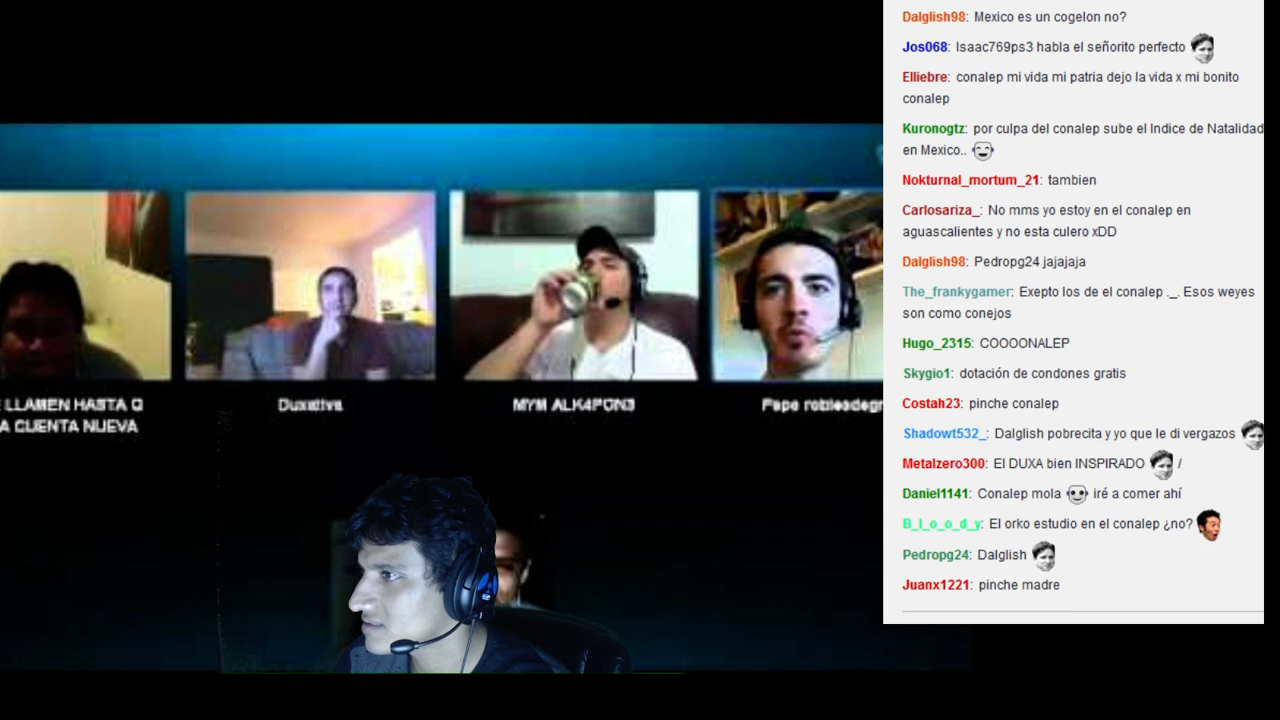 LLAMEN HASTA Q
A CUENTA NUEVA
Duxativa
MYM ALK4PON3
Pepe roblesdegr
Dalglish98: Mexico es un cogelon no?
Jos068: Isaac769ps3 habla el señorito perfecto
Elliebre: conalep mi vida mi patria dejo la vida x mi bonito
conalep
Kuronogtz: por culpa del conalep sube el Indice de Natalidad
en Mexico..
Nokturnal_mortum_21: tambien
Carlosariza_: No mms yo estoy en el conalep en
aguascalientes y no esta culero xDD
Dalglish98: Pedropg24 jajajaja
The_frankygamer: Exepto los de el conalep ._. Esos weyes
son como conejos
Hugo_2315: COOOONALEP
Skygio1: dotación de condones gratis
Costah23: pinche conalep
Shadowt532_: Dalglish pobrecita y yo que le di vergazos
Metalzero300: El DUXA bien INSPIRADO /
Daniel1141: Conalep mola iré a comer ahí
B_l_o_o_d_y: El orko estudio en el conalep ¿no?
Pedropg24: Dalglish
Juanx1221: pinche madre